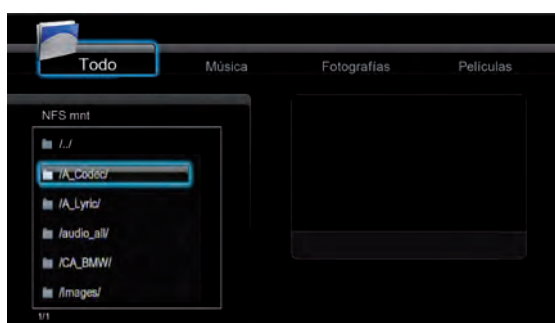 Todo Música Fotografías Películas
NFS mnt
/../
/A_Codec/
/A_Lyric/
/audio_all/
/CA_BMW/
/Images/
1/1